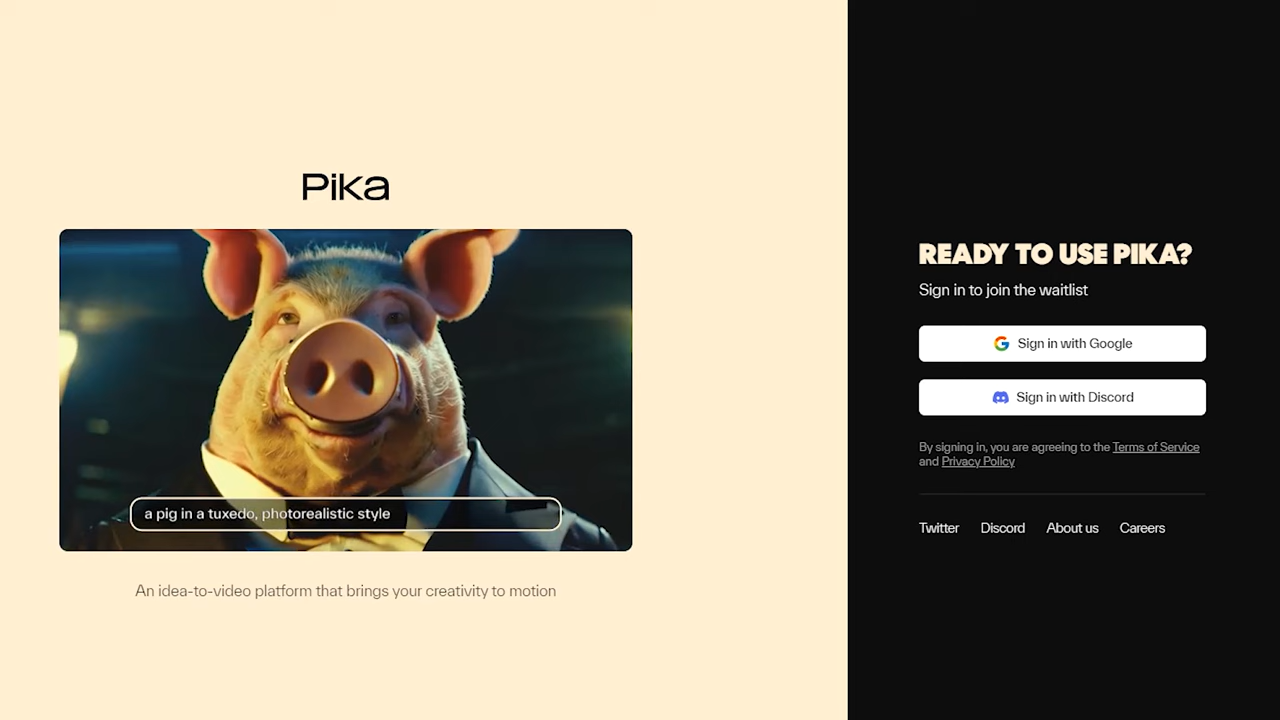 Pika
a pig in a tuxedo, photorealistic style
An idea-to-video platform that brings your creativity to motion
READY TO USE PIKA?
Sign in to join the waitlist
Sign in with Google
Sign in with Discord
By signing in, you are agreeing to the Terms of Service
and Privacy Policy
Twitter Discord About us Careers